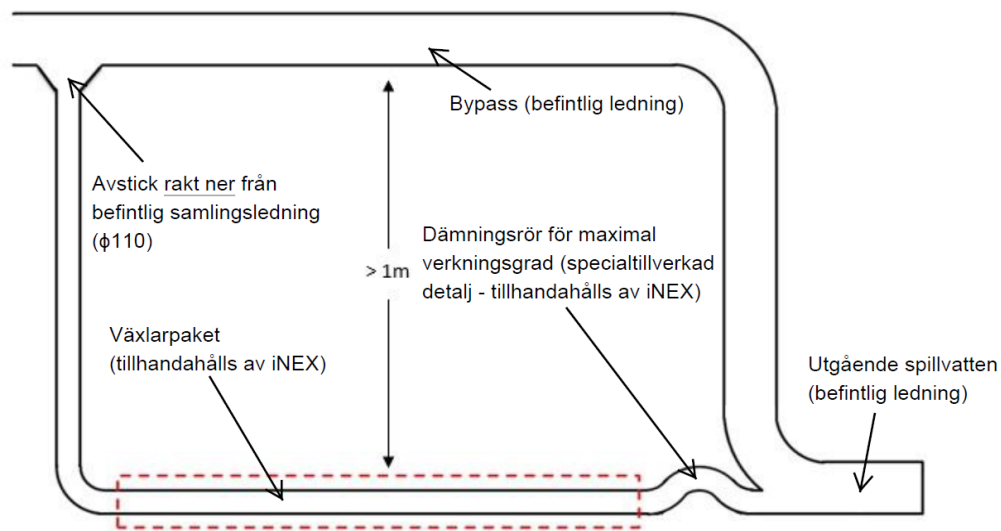 Bypass (befintlig ledning)
Avstick rakt ner från
befintlig samlingsledning
(ϕ110)
Dämningsrör för maximal
verkningsgrad (specialtillverkad
detalj - tillhandahålls av iNEX)
> 1m
Växlarpaket
(tillhandahålls av iNEX)
Utgående spillvatten
(befintlig ledning)